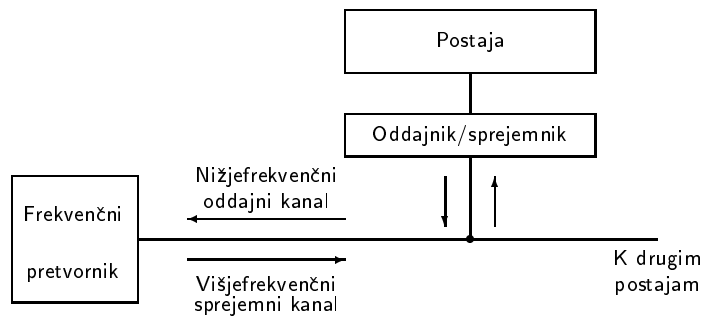 Postaja
Oddajnik/sprejemnik
Nižjefrekvenčni
oddajni kanal
Frekvenčni
pretvornik
Višjefrekvenčni
sprejemni kanal
K drugim
postajam